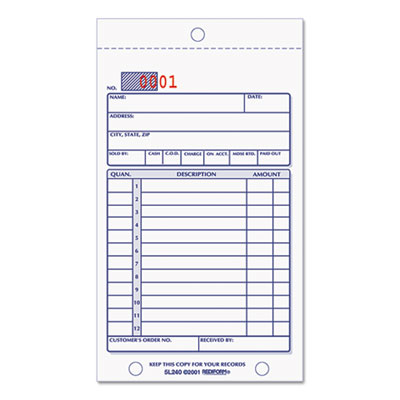 NO. 0001
NAME: DATE:
ADDRESS:
CITY, STATE, ZIP
SOLD BY: CASH C.O.D. CHARGE ON ACCT. MDSE RTD. PAID OUT
QUAN. DESCRIPTION AMOUNT
1
2
3
4
5
6
7
8
9
10
11
12
CUSTOMER'S ORDER NO. RECEIVED BY:
KEEP THIS COPY FOR YOUR RECORDS
5L240 ©2001 REDIFORM®